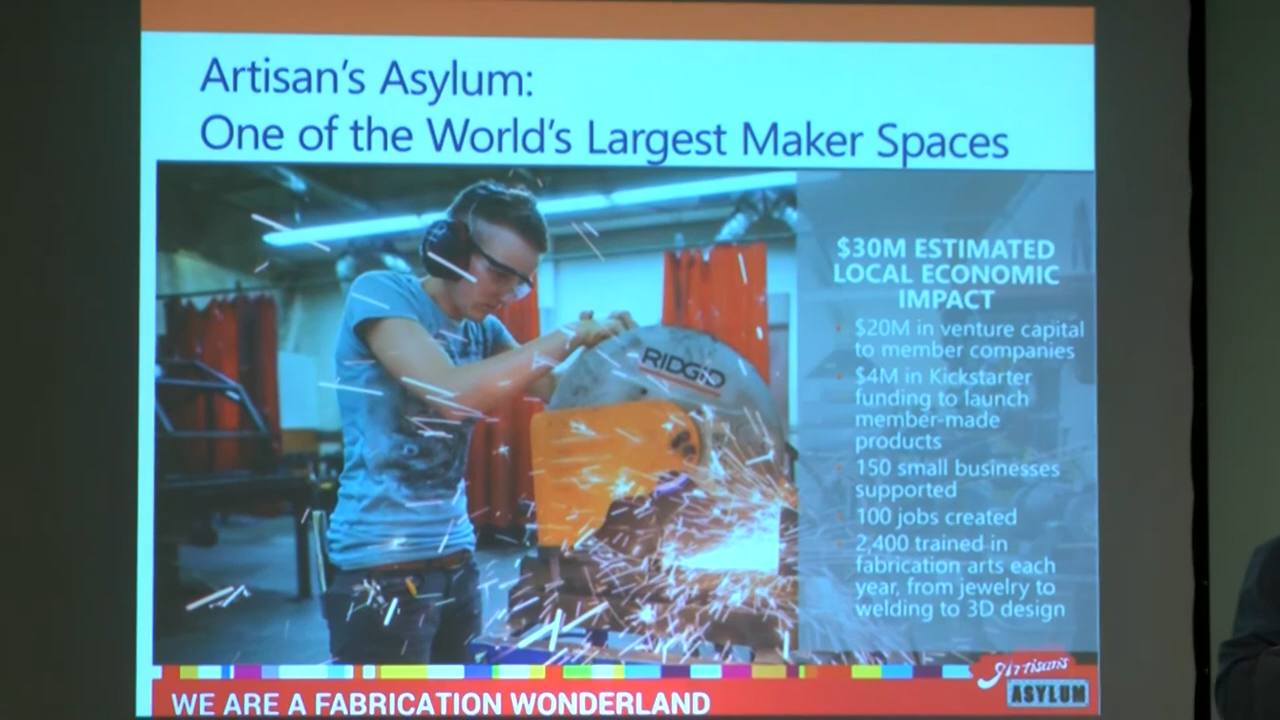 Artisan's Asylum:
One of the World's Largest Maker Spaces
RIDGID
$30M ESTIMATED
LOCAL ECONOMIC
IMPACT
$20M in venture capital
to member companies
$4M in Kickstarter
funding to launch
member-made
products
150 small businesses
supported
100 jobs created
2,400 trained in
fabrication arts each
year, from jewelry to
welding to 3D design
WE ARE A FABRICATION WONDERLAND
Artisan's
ASYLUM